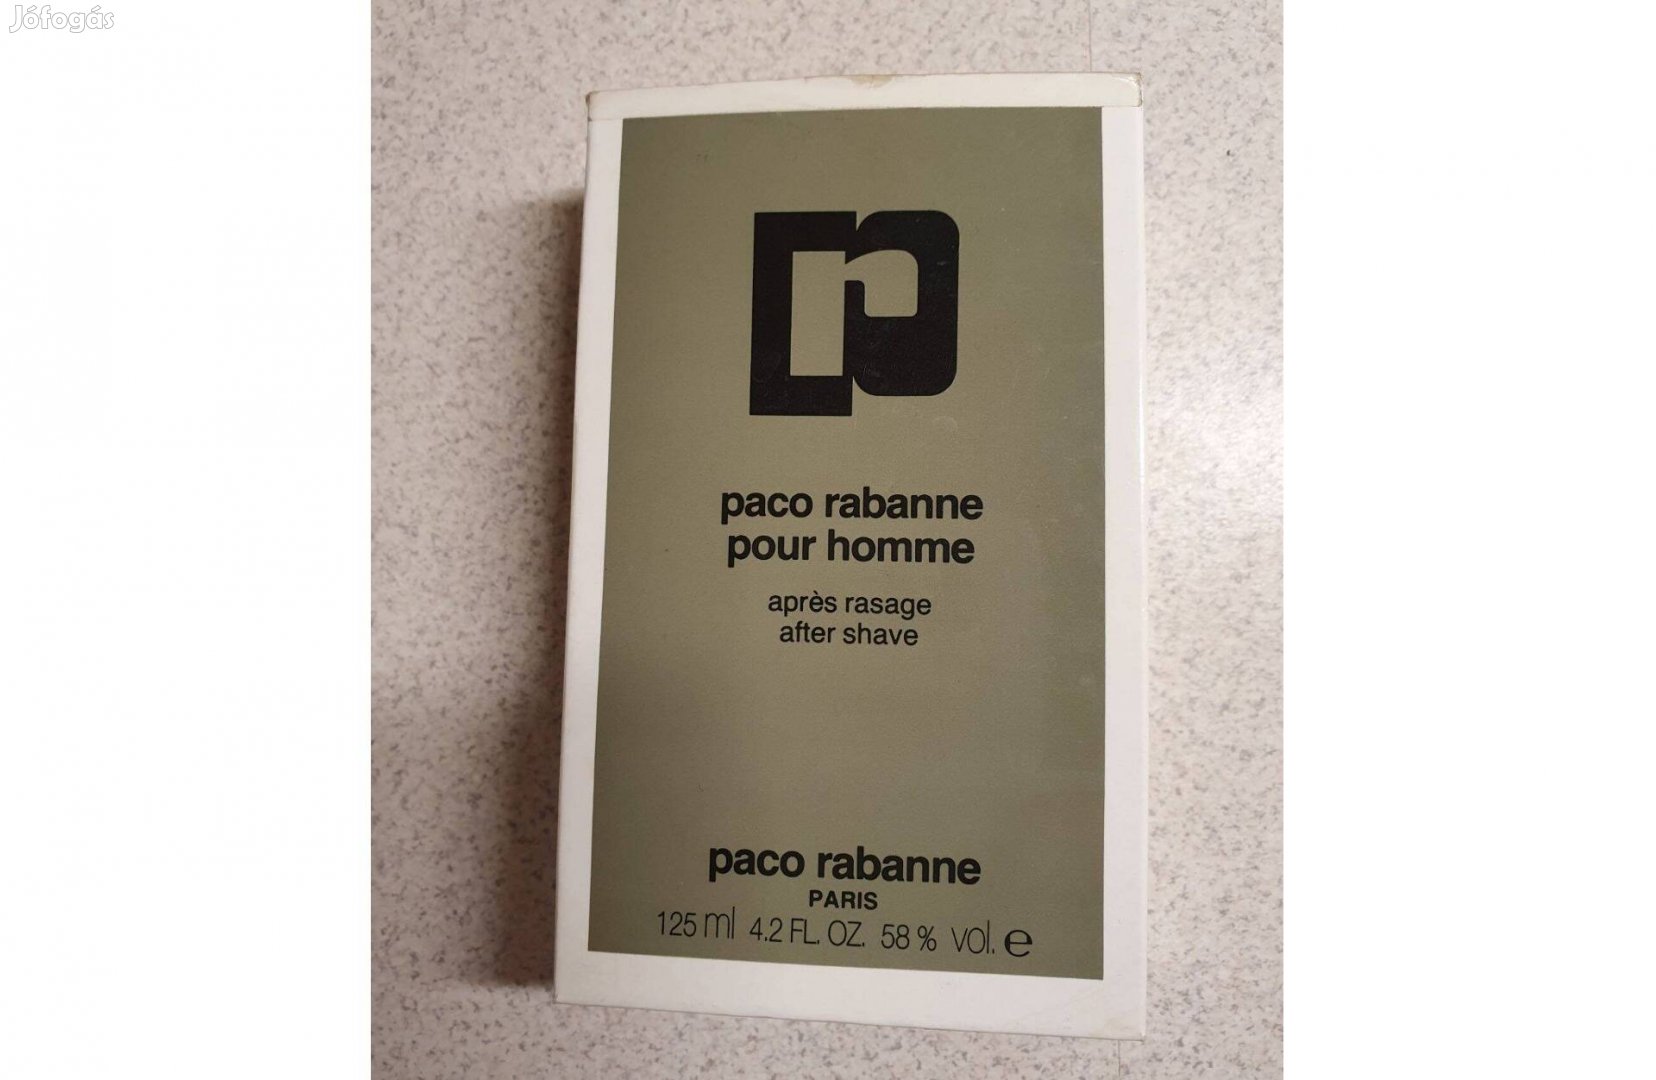 Jófogás
paco rabanne
pour homme
après rasage
after shave
paco rabanne
PARIS
125 ml 4.2 FL. OZ. 58 % vol. e